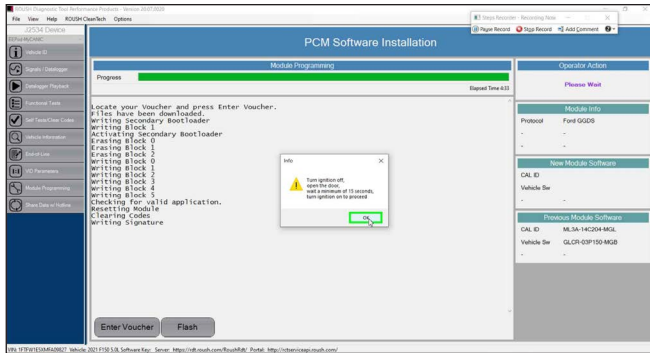 ROUSH Diagnostic Tool Performance Products - Version 20.07.0220
File View Help ROUSH CleanTech Options
Steps Recorder - Recording Now
Pause Record Stop Record Add Comment
J2534 Device
Vehicle ID
Signals / Datalogger
Datalogger Playback
Functional Tests
Self Tests/Clear Codes
Vehicle Information
End of Line
I/O Parameters
Module Programming
Share Data or Hotline
PCM Software Installation
Module Programming
Progress
Elapsed Time 4:33
Locate your Voucher and press Enter Voucher.
Files have been downloaded.
Writing Secondary Bootloader
Writing Block 1
Activating Secondary Bootloader
Erasing Block 0
Erasing Block 1
Erasing Block 2
Writing Block 0
Writing Block 1
Writing Block 2
Writing Block 3
Writing Block 4
Writing Block 5
Checking for valid application.
Resetting Module
Clearing Codes
Writing Signature
Info
Turn ignition off,
open the door,
wait a minimum of 15 seconds,
turn ignition on to proceed
OK
Enter Voucher Flash
Operator Action
Please Wait
Module Info
Protocol Ford GGDS
-  -
-  -
New Module Software
CAL ID
Vehicle Sw
-  -
Previous Module Software
CAL ID ML3A-14C204-MGL
Vehicle Sw GLCR-03P150-MGB
-  -
Vehicle: 2021 F150 5.0L Software Key: Server: https://rdt.roush.com/RoushRdt/ Portal: http://rctserviceapi.roush.com/